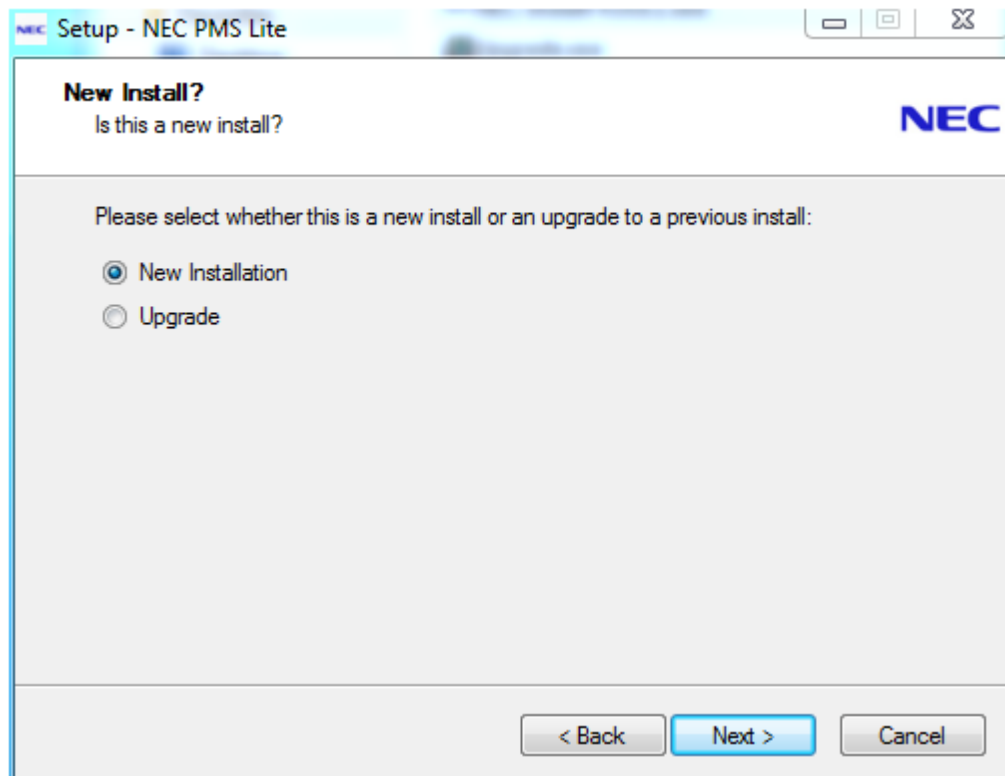 NEC Setup - NEC PMS Lite
New Install?
Is this a new install?
NEC
Please select whether this is a new install or an upgrade to a previous install:
New Installation
Upgrade
< Back
Next >
Cancel